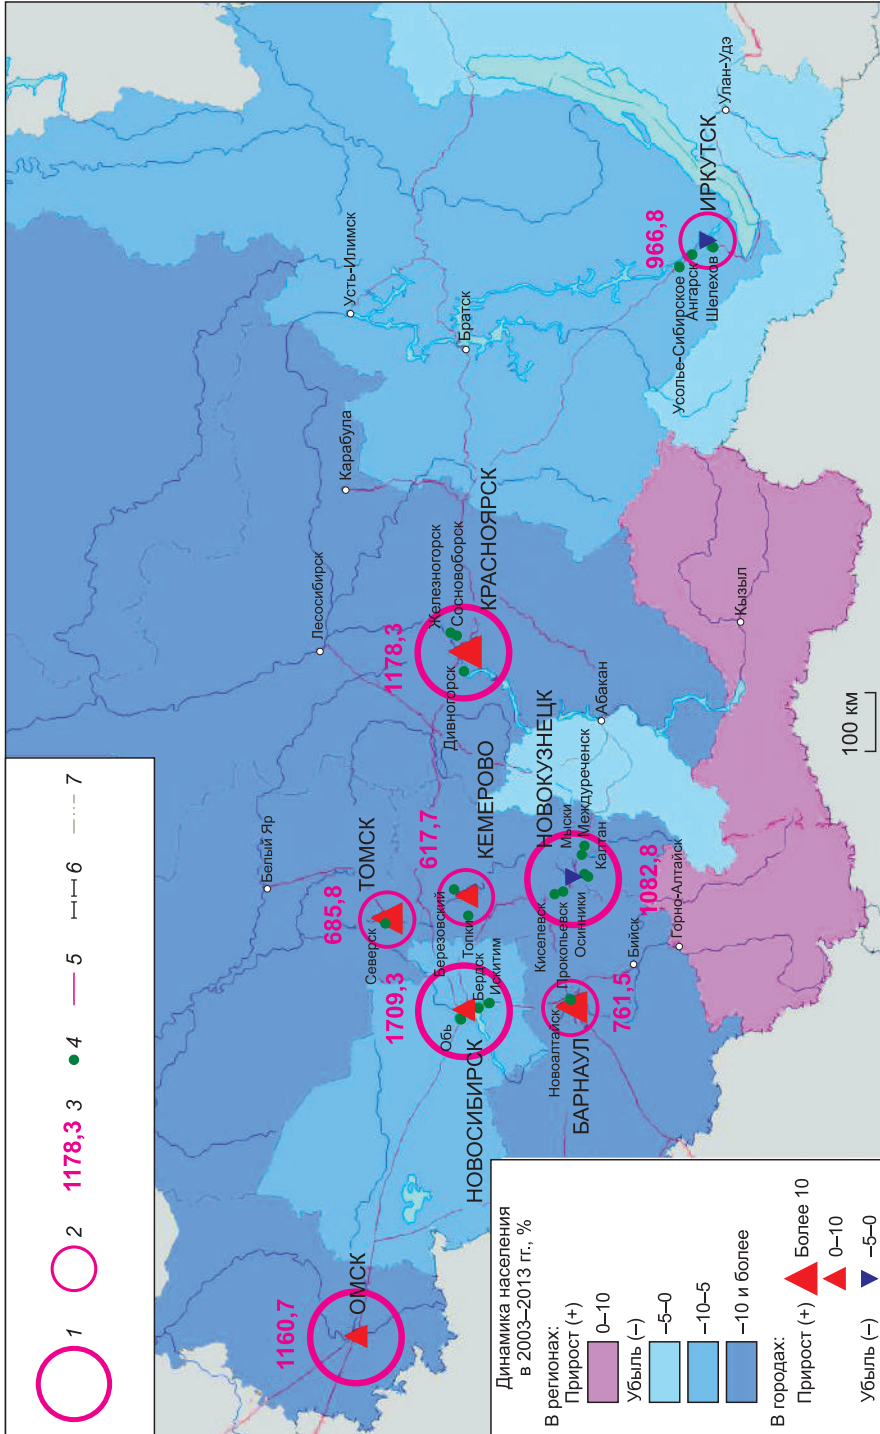 1
2
1178,3 3
4
5
6
7
1160,7
ОМСК
1709,3
НОВОСИБИРСК
Обь
Бердск
Искитим
685,8
ТОМСК
Северск
Белый Яр
617,7
КЕМЕРОВО
Березовский
Топки
761,5
БАРНАУЛ
Новоалтайск
Бийск
Горно-Алтайск
1082,8
НОВОКУЗНЕЦК
Киселевск
Прокопьевск
Осинники
Мыски
Междуреченск
Калтан
1178,3
КРАСНОЯРСК
Дивногорск
Железногорск
Сосновоборск
Лесосибирск
Карабула
Абакан
Кызыл
Усть-Илимск
Братск
966,8
ИРКУТСК
Усолье-Сибирское
Ангарск
Шелехов
Улан-Удэ
100 км
Динамика населения
в 2003–2013 гг., %
В регионах:
Прирост (+)
0–10
Убыль (–)
–5–0
–10–5
–10 и более
В городах:
Прирост (+)
Более 10
0–10
Убыль (–)
–5–0